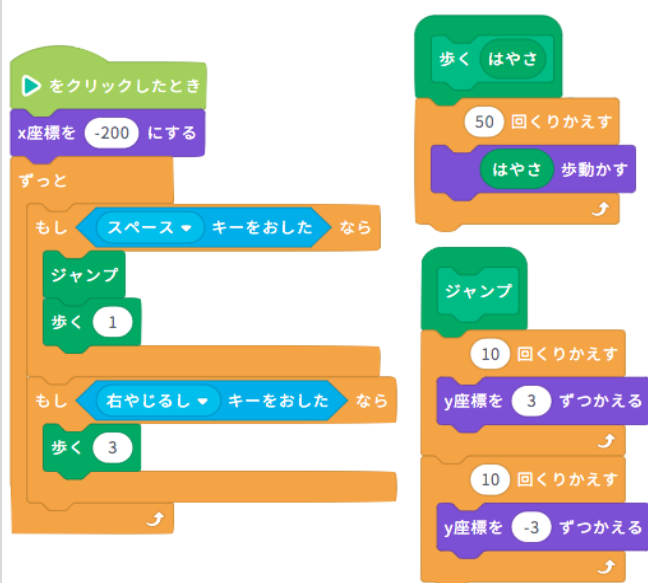 をクリックしたとき
x座標を -200 にする
ずっと
もし スペース キーをおした なら
ジャンプ
歩く 1
もし 右やじるし キーをおした なら
歩く 3
歩く はやさ
50 回くりかえす
はやさ 歩動かす
ジャンプ
10 回くりかえす
y座標を 3 ずつかえる
10 回くりかえす
y座標を -3 ずつかえる